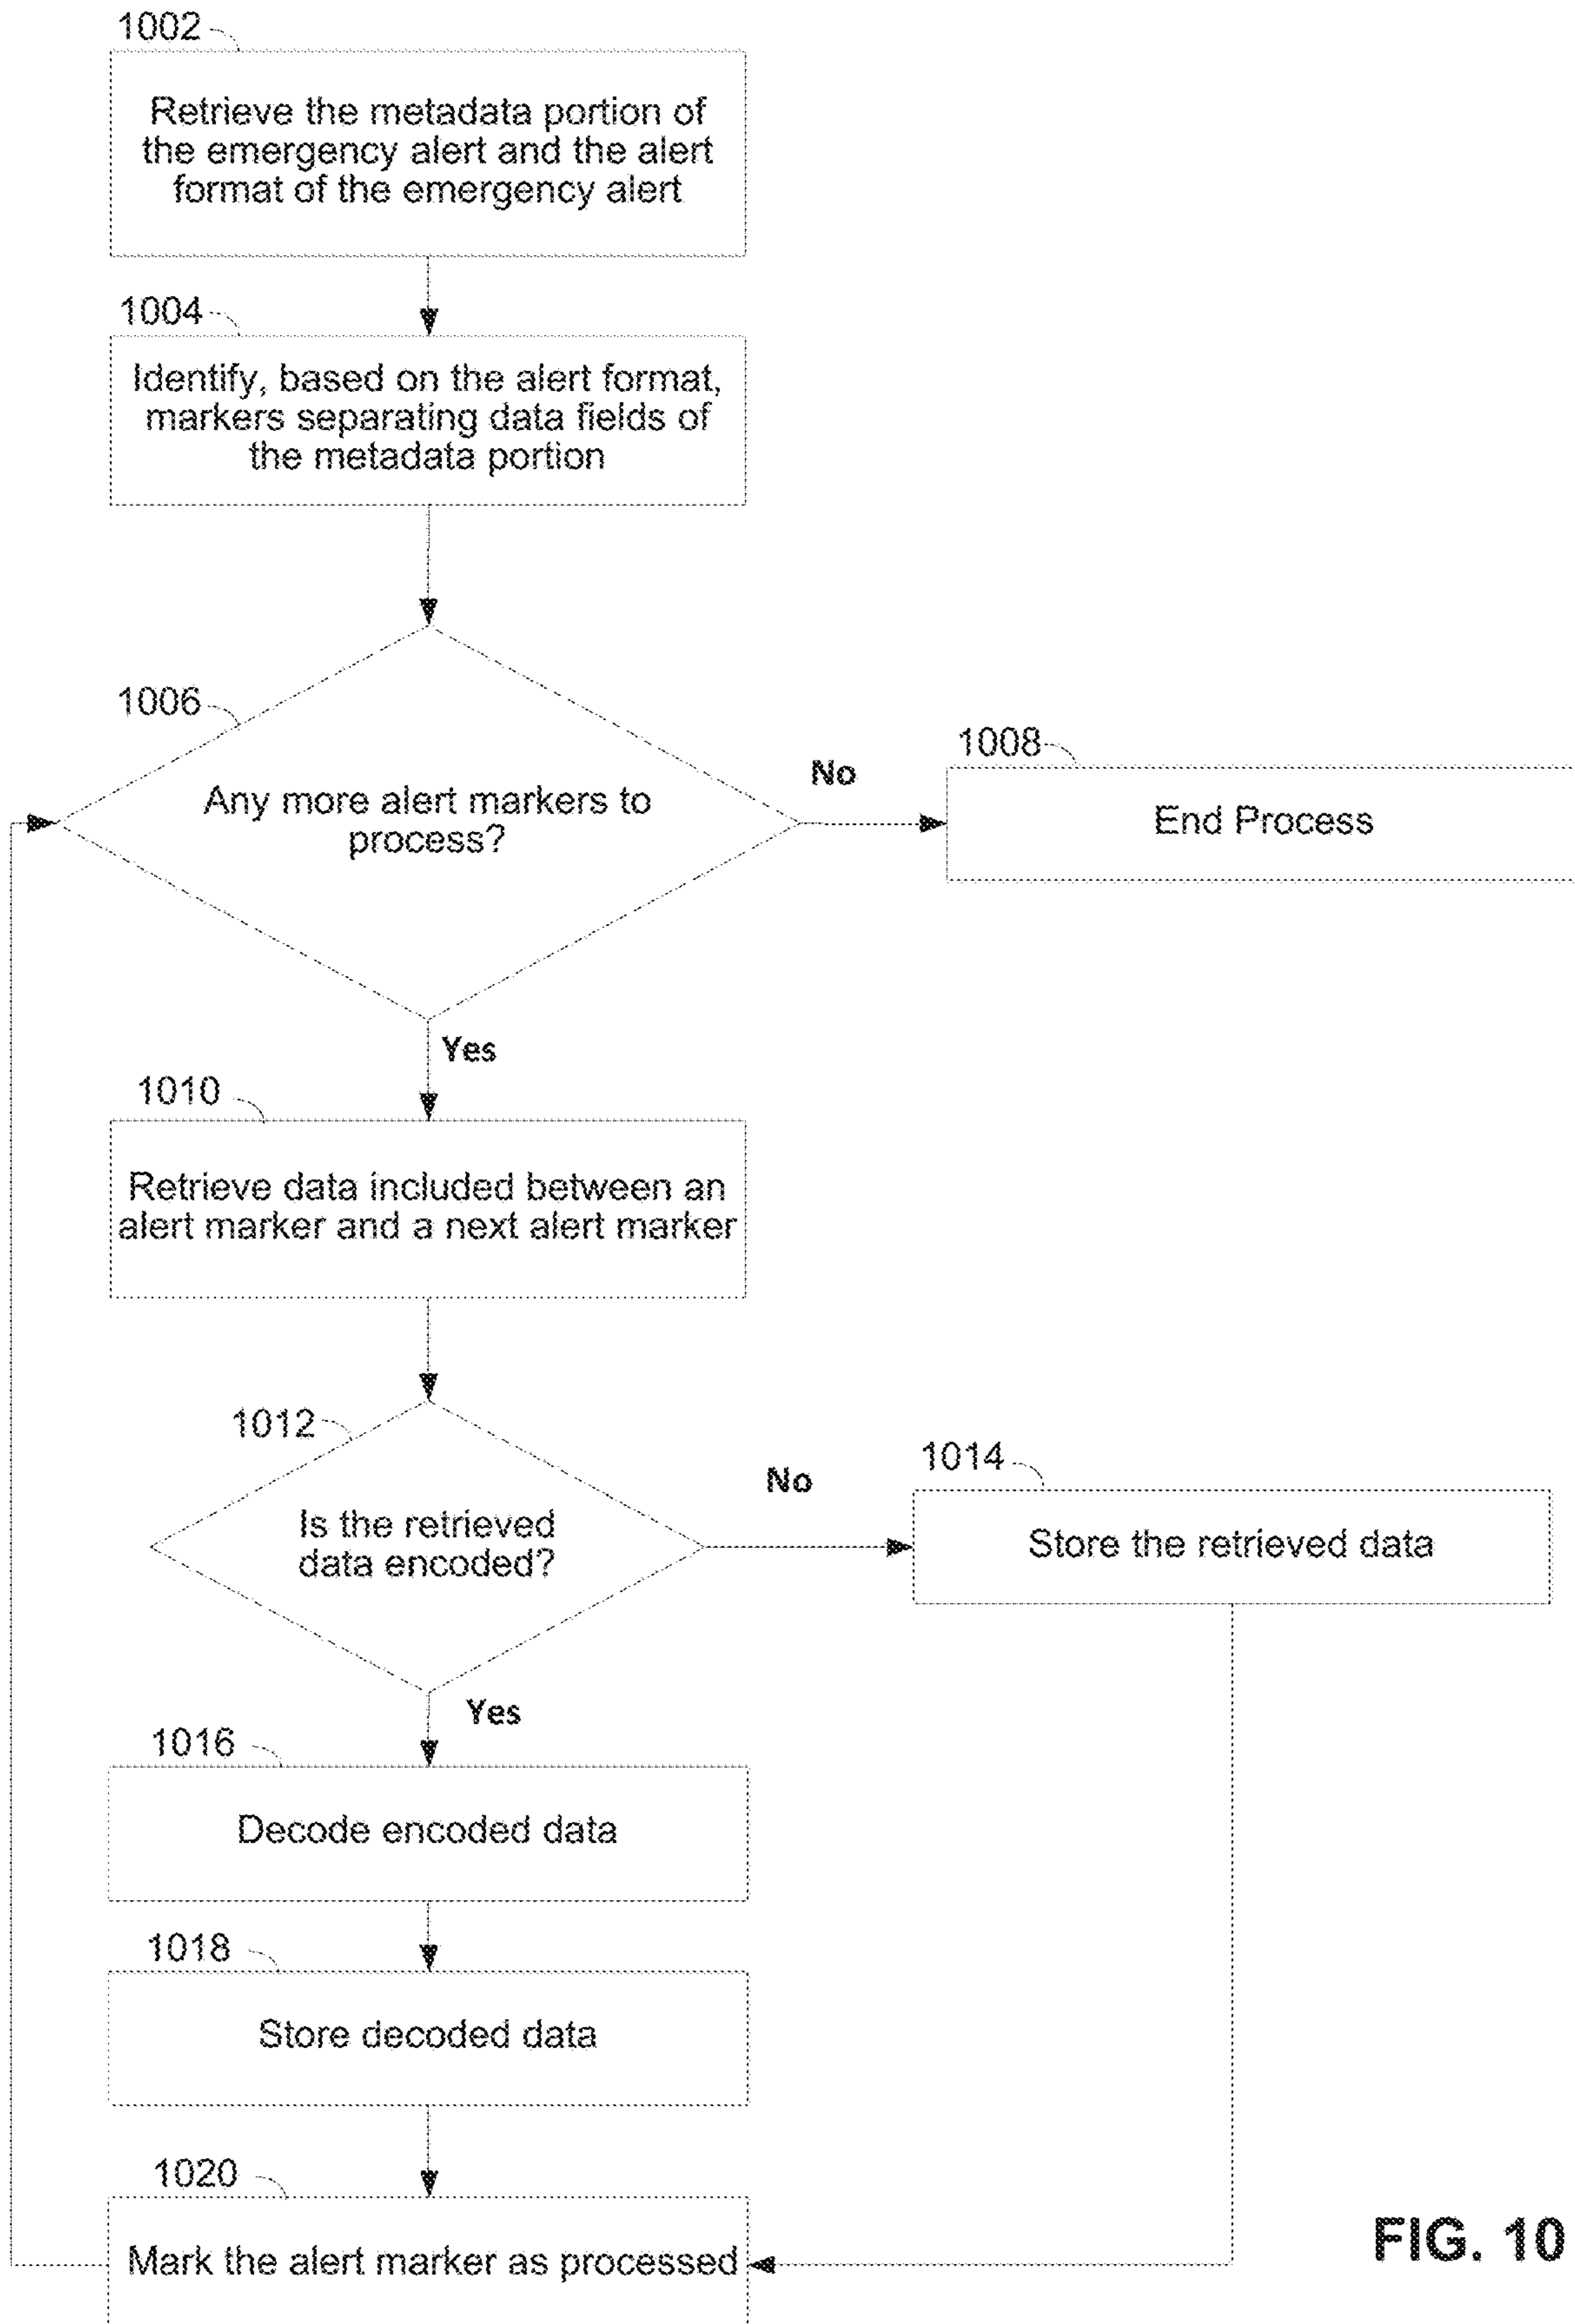 1002
Retrieve the metadata portion of
the emergency alert and the alert
format of the emergency alert
1004
Identify, based on the alert format,
markers separating data fields of
the metadata portion
1006
Any more alert markers to
process?
No
1008
End Process
Yes
1010
Retrieve data included between an
alert marker and a next alert marker
1012
Is the retrieved
data encoded?
No
1014
Store the retrieved data
Yes
1016
Decode encoded data
1018
Store decoded data
1020
Mark the alert marker as processed
FIG. 10